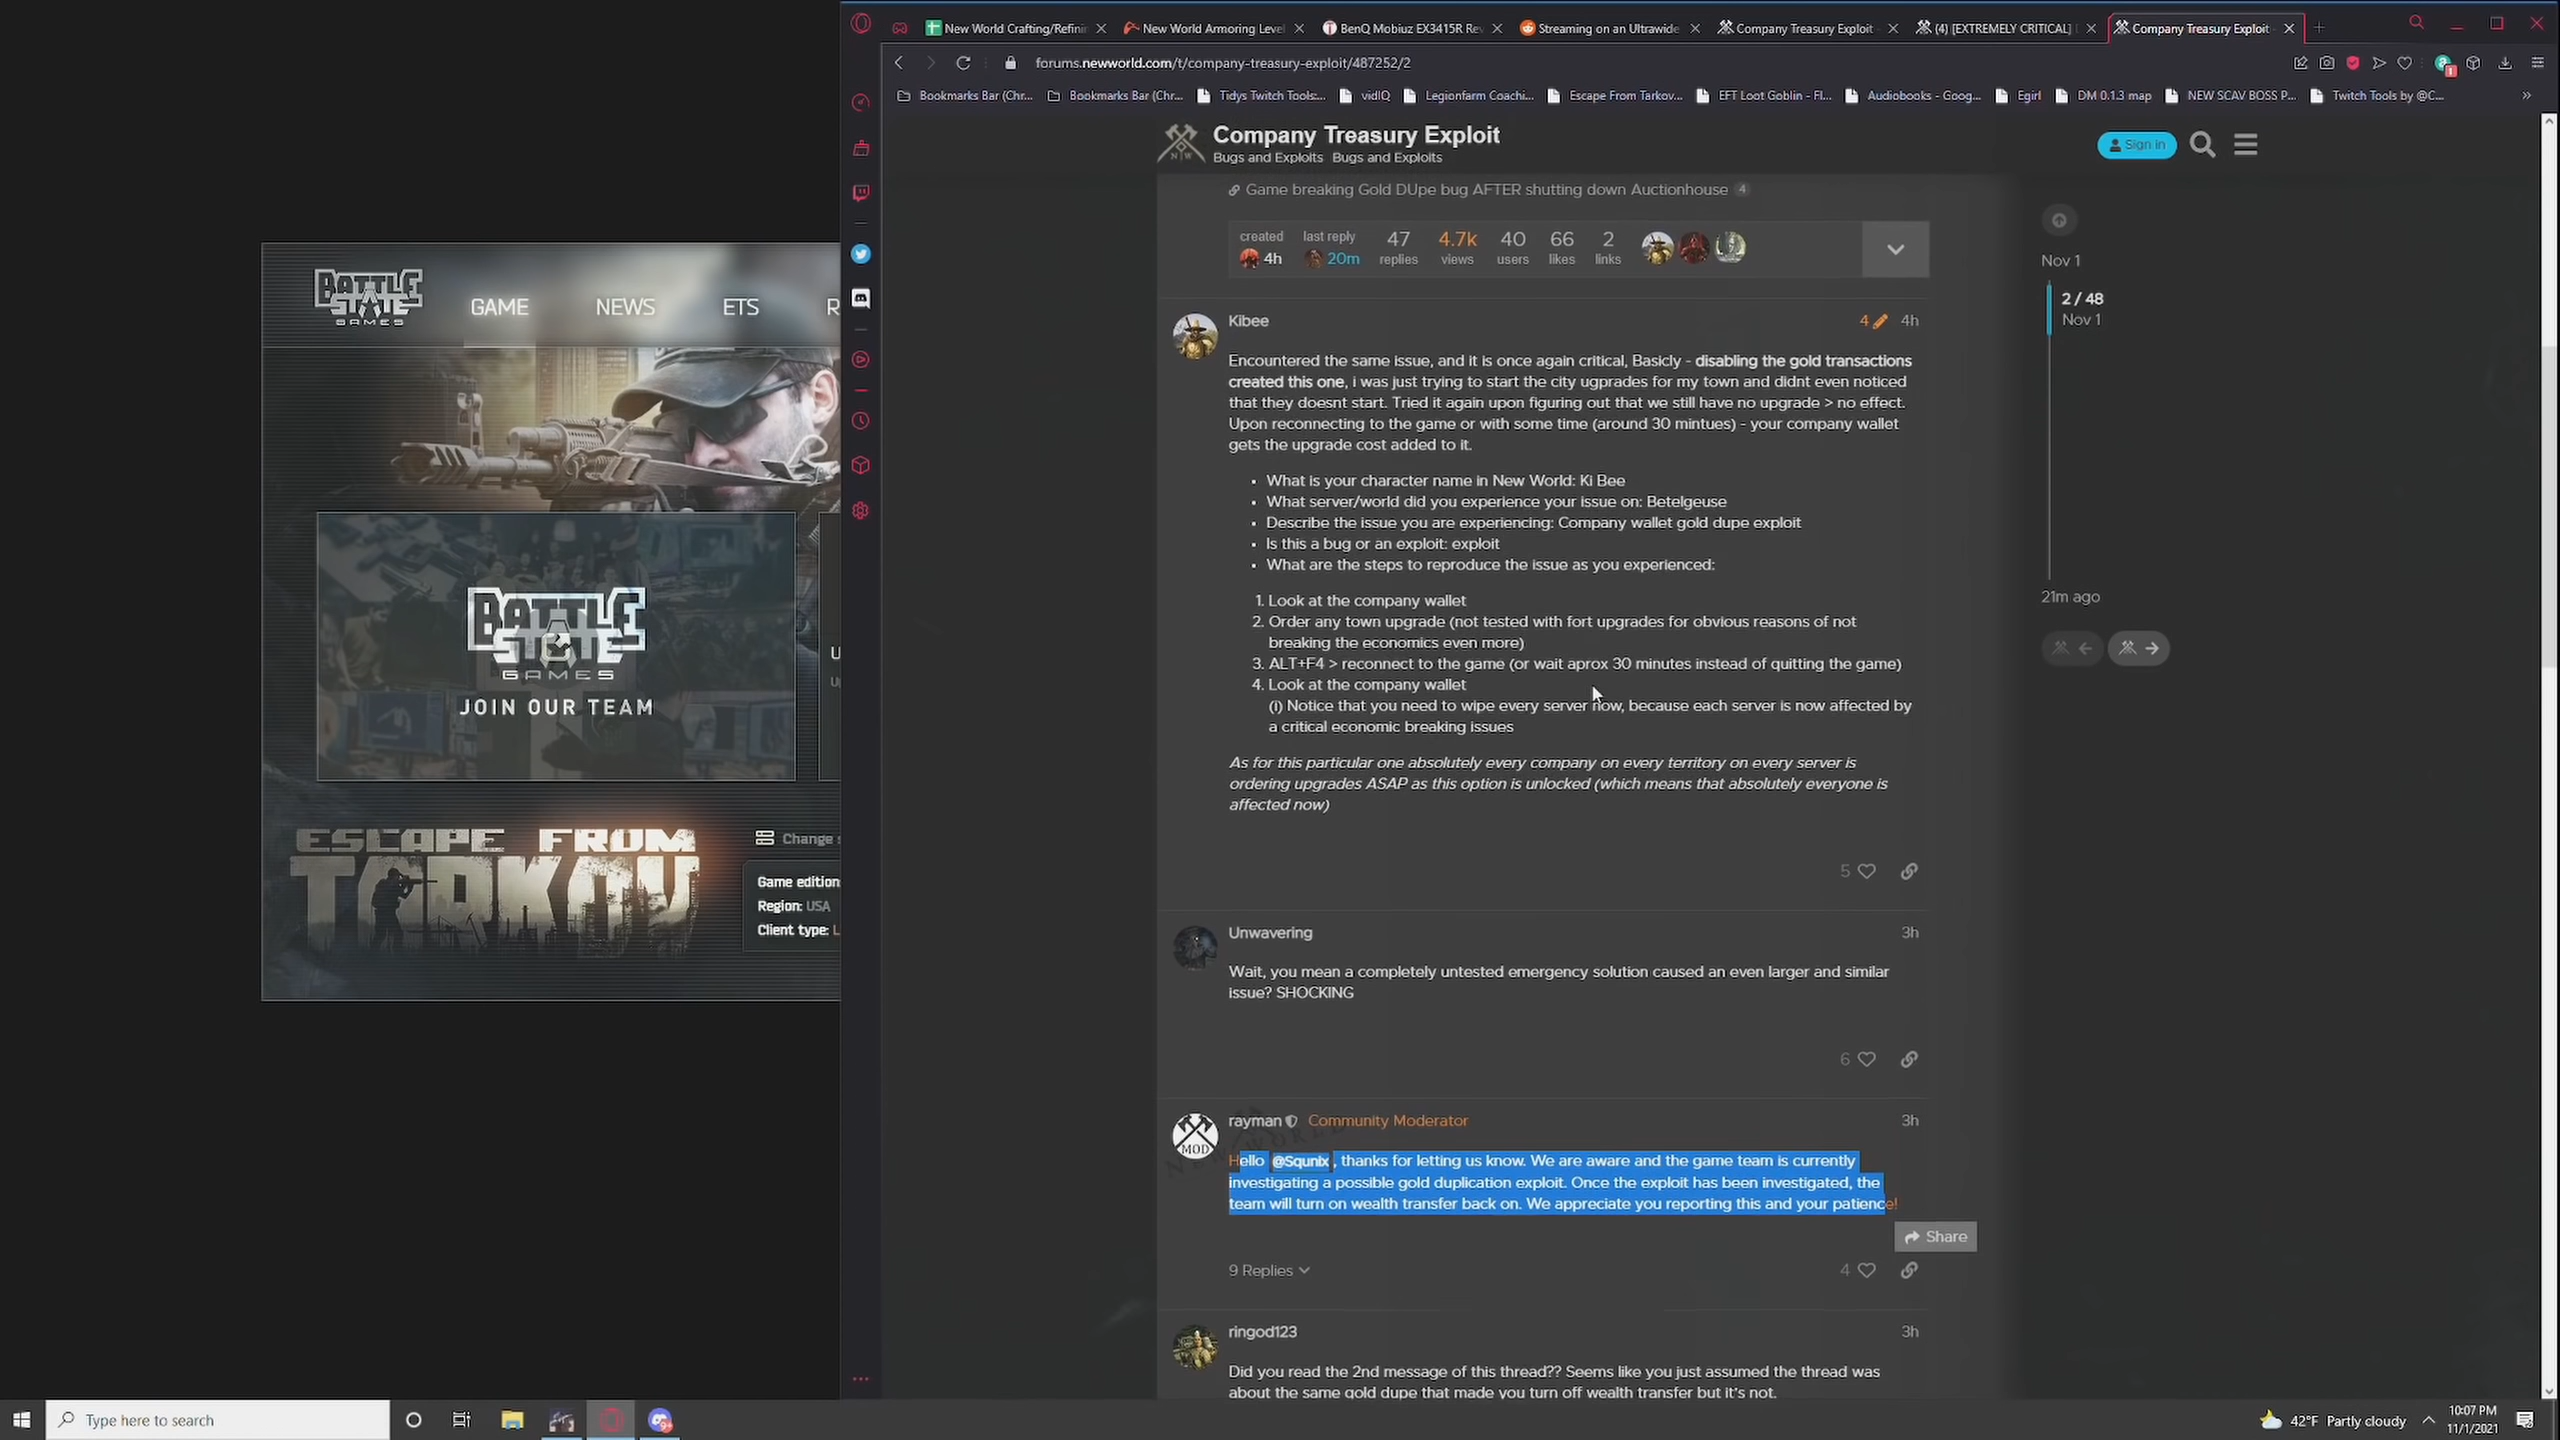 New World Crafting/Refinin
New World Armoring Level
BenQ Mobiuz EX3415R Rev
Streaming on an Ultrawide
Company Treasury Exploit -
(4) [EXTREMELY CRITICAL]
Company Treasury Exploit -
forums.newworld.com/t/company-treasury-exploit/487252/2
Bookmarks Bar (Chr...
Bookmarks Bar (Chr...
Tidys Twitch Tools:...
vidIQ
Legionfarm Coachi...
Escape From Tarkov...
EFT Loot Goblin - Fl...
Audiobooks - Goog...
Egirl
DM 0.1.3 map
NEW SCAV BOSS P...
Twitch Tools by @C...
Company Treasury Exploit
Bugs and Exploits Bugs and Exploits
Sign in
Game breaking Gold DUpe bug AFTER shutting down Auctionhouse 4
created
4h
last reply
20m
47
replies
4.7k
views
40
users
66
likes
2
links
Nov 1
2 / 48
Nov 1
21m ago
Kibee
4
4h
Encountered the same issue, and it is once again critical, Basicly - disabling the gold transactions
created this one, i was just trying to start the city ugprades for my town and didnt even noticed
that they doesnt start. Tried it again upon figuring out that we still have no upgrade > no effect.
Upon reconnecting to the game or with some time (around 30 mintues) - your company wallet
gets the upgrade cost added to it.
• What is your character name in New World: Ki Bee
• What server/world did you experience your issue on: Betelgeuse
• Describe the issue you are experiencing: Company wallet gold dupe exploit
• Is this a bug or an exploit: exploit
• What are the steps to reproduce the issue as you experienced:
1. Look at the company wallet
2. Order any town upgrade (not tested with fort upgrades for obvious reasons of not
breaking the economics even more)
3. ALT+F4 > reconnect to the game (or wait aprox 30 minutes instead of quitting the game)
4. Look at the company wallet
(i) Notice that you need to wipe every server now, because each server is now affected by
a critical economic breaking issues
As for this particular one absolutely every company on every territory on every server is
ordering upgrades ASAP as this option is unlocked (which means that absolutely everyone is
affected now)
5
Unwavering
3h
Wait, you mean a completely untested emergency solution caused an even larger and similar
issue? SHOCKING
6
MOD
rayman Community Moderator
3h
Hello @Squnix , thanks for letting us know. We are aware and the game team is currently
investigating a possible gold duplication exploit. Once the exploit has been investigated, the
team will turn on wealth transfer back on. We appreciate you reporting this and your patience!
Share
9 Replies
4
ringod123
3h
Did you read the 2nd message of this thread?? Seems like you just assumed the thread was
about the same gold dupe that made you turn off wealth transfer but it's not.
BATTLE
STATE
GAMES
GAME
NEWS
ETS
R
BATTLE
STATE
GAMES
JOIN OUR TEAM
U
ESCAPE FROM
TARKOV
Change s
Game edition
Region: USA
Client type: L
Type here to search
42°F Partly cloudy
10:07 PM
11/1/2021